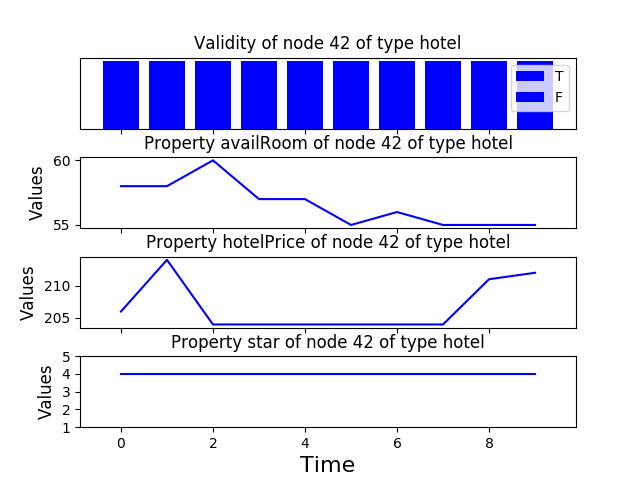 Validity of node 42 of type hotel
T
F
Property availRoom of node 42 of type hotel
60
55
Values
Property hotelPrice of node 42 of type hotel
210
205
Values
Property star of node 42 of type hotel
5
4
3
2
1
Values
0 2 4 6 8
Time